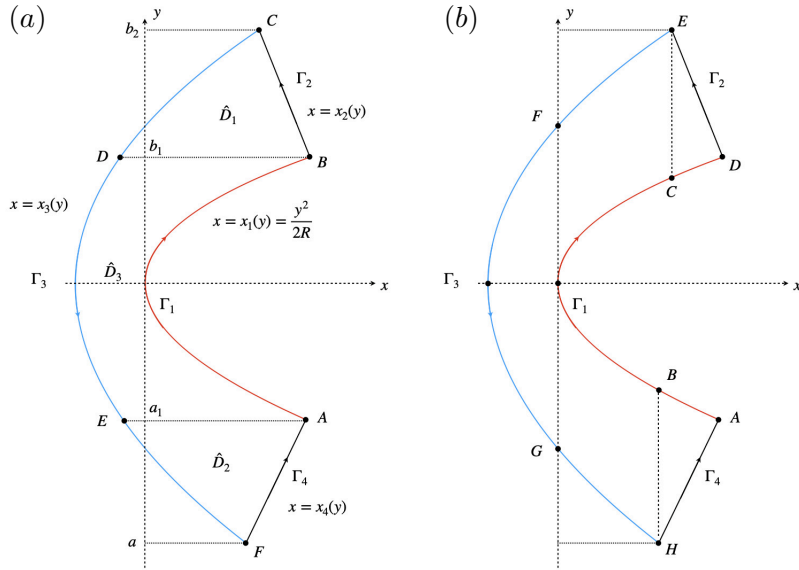 (a)
y
b₂
C
Γ₂
D̂₁
x = x₂(y)
D
b₁
B
x = x₃(y)
x = x₁(y) = y²/2R
Γ₃
D̂₃
x
Γ₁
a₁
A
E
D̂₂
Γ₄
x = x₄(y)
a
F
(b)
y
E
Γ₂
F
D
C
Γ₃
x
Γ₁
B
A
G
Γ₄
H